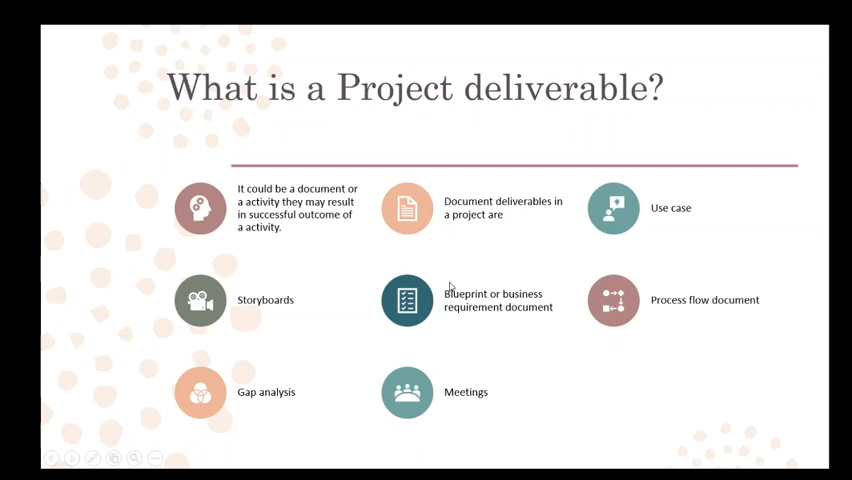 What is a Project deliverable?
It could be a document or
a activity they may result
in successful outcome of
a activity.
Document deliverables in
a project are
Use case
Storyboards
Blueprint or business
requirement document
Process flow document
Gap analysis
Meetings